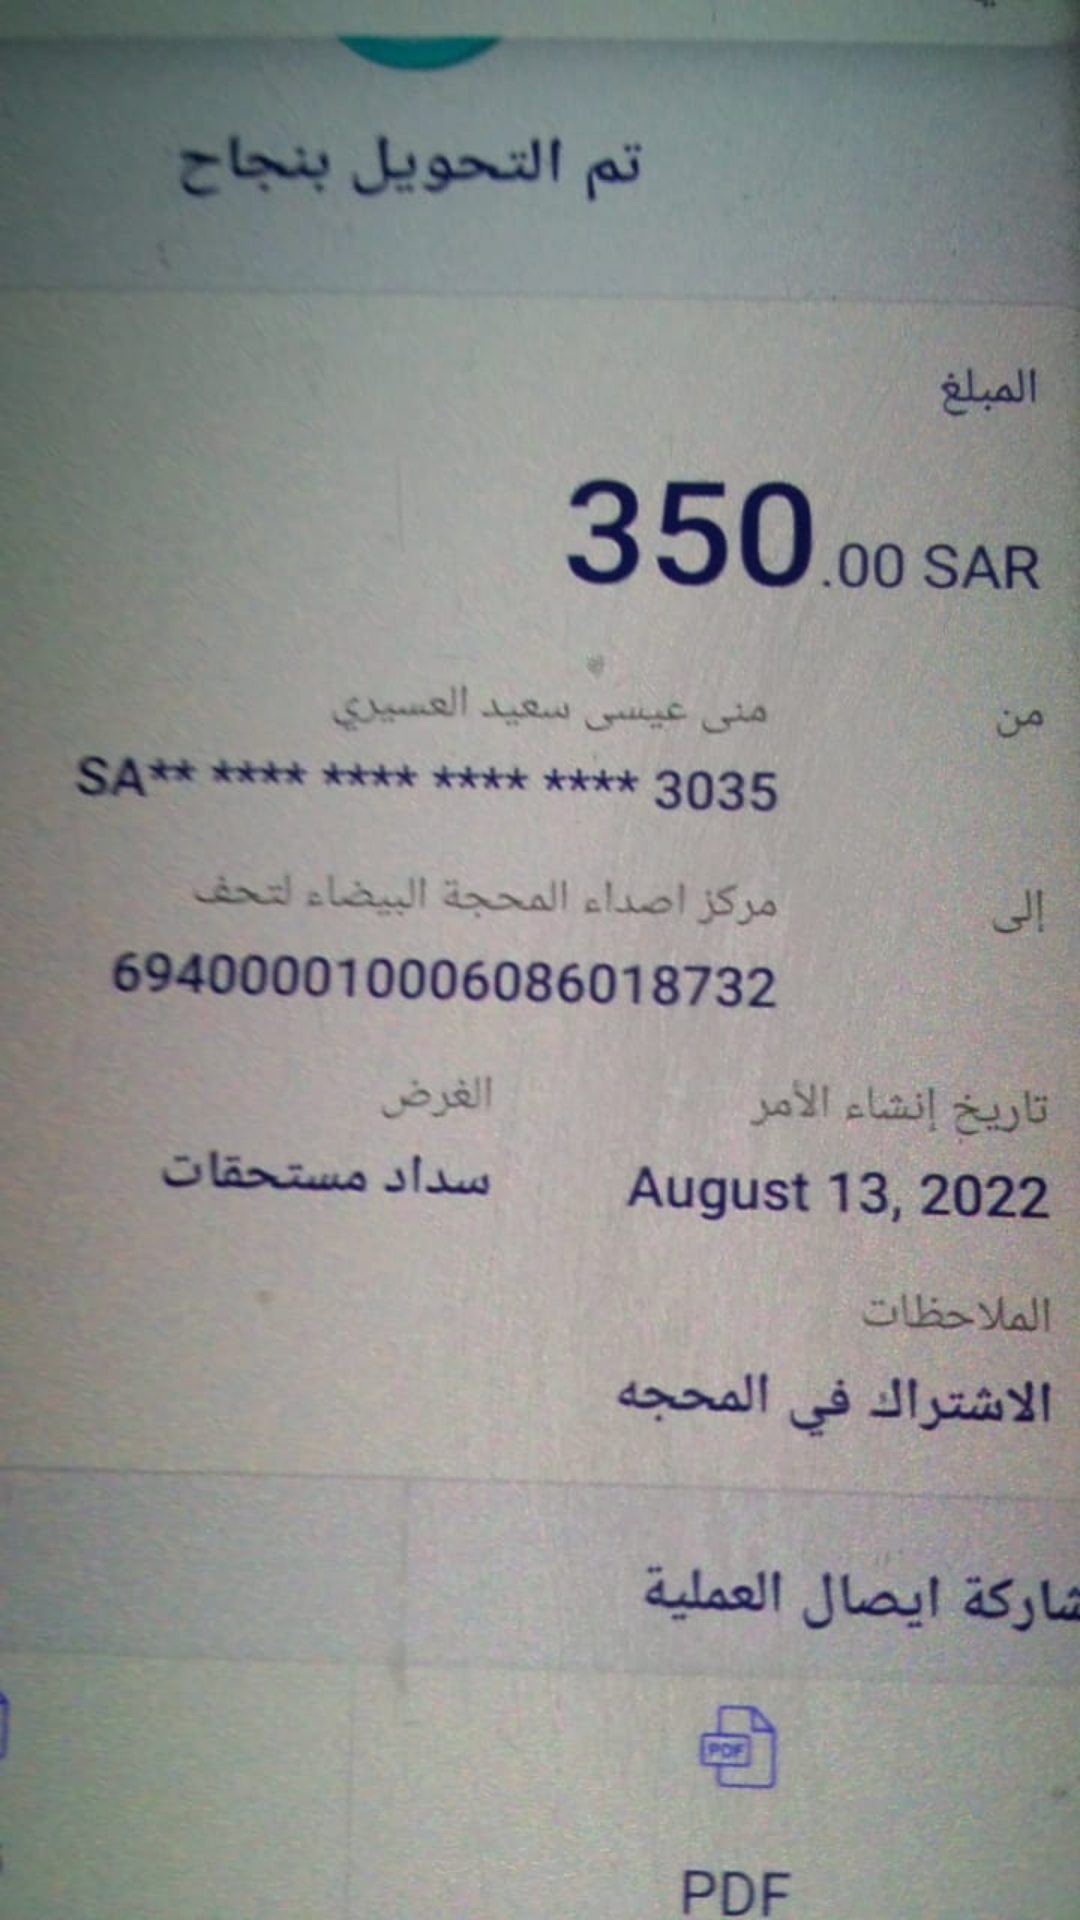 تم التحويل بنجاح
المبلغ
350.00 SAR
من
منى عيسى سعيد العسيري
SA** **** **** **** **** 3035
إلى
مركز اصداء المحجة البيضاء لتحف
694000010006086018732
تاريخ إنشاء الأمر
August 13, 2022
الغرض
سداد مستحقات
الملاحظات
الاشتراك في المحجه
شاركة ايصال العملية
PDF
PDF